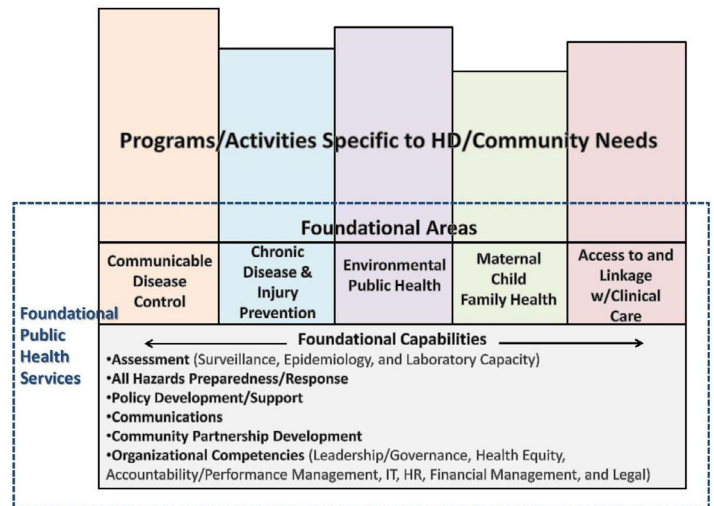 Programs/Activities Specific to HD/Community Needs
Foundational Areas
Communicable
Disease
Control
Chronic
Disease &
Injury
Prevention
Environmental
Public Health
Maternal
Child
Family Health
Access to and
Linkage
w/Clinical
Care
Foundational
Public
Health
Services
Foundational Capabilities
•Assessment (Surveillance, Epidemiology, and Laboratory Capacity)
•All Hazards Preparedness/Response
•Policy Development/Support
•Communications
•Community Partnership Development
•Organizational Competencies (Leadership/Governance, Health Equity,
Accountability/Performance Management, IT, HR, Financial Management, and Legal)